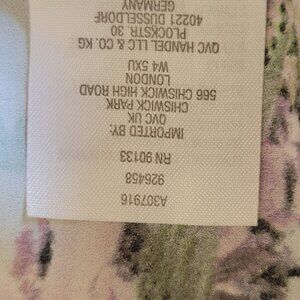 A307916
926458
RN 90133
IMPORTED BY:
QVC UK
CHISWICK PARK
566 CHISWICK HIGH ROAD
LONDON
W4 5XU
QVC HANDEL LLC & CO. KG
PLOCKSTR. 30
40221 DÜSSELDORF
GERMANY